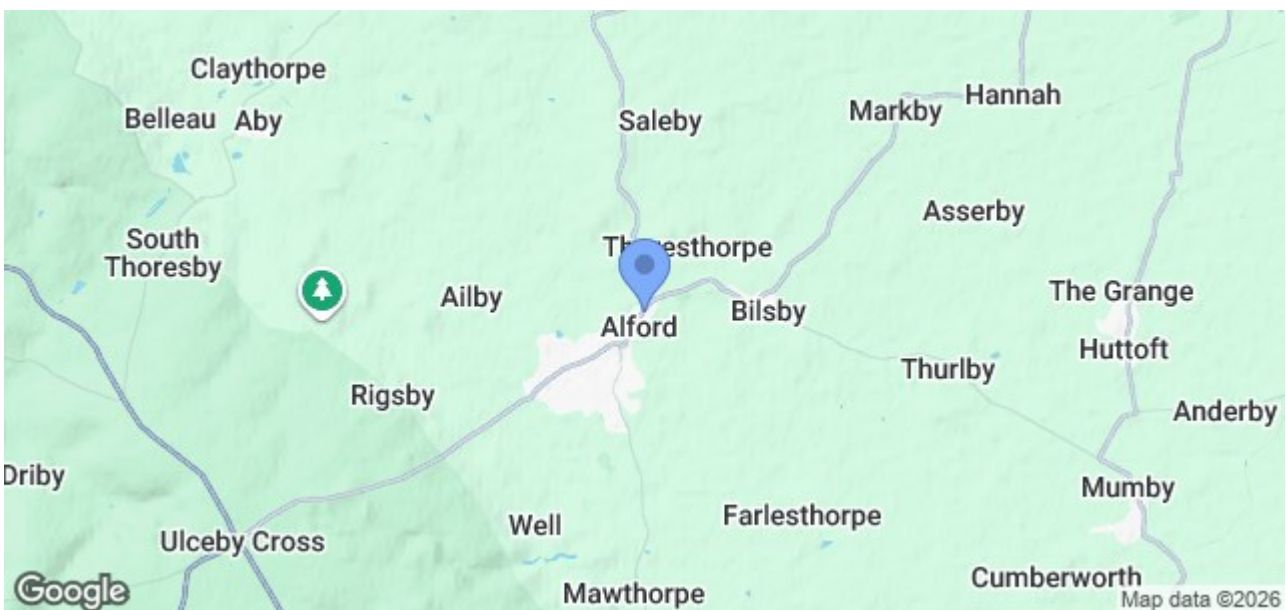 Claythorpe
Belleau
Aby
Saleby
Markby
Hannah
Asserby
South
Thoresby
Ailby
Alford
Bilsby
The Grange
Huttoft
Thurlby
Rigsby
Anderby
Driby
Mumby
Ulceby Cross
Well
Farlesthorpe
Mawthorpe
Cumberworth
Google
Map data ©2026